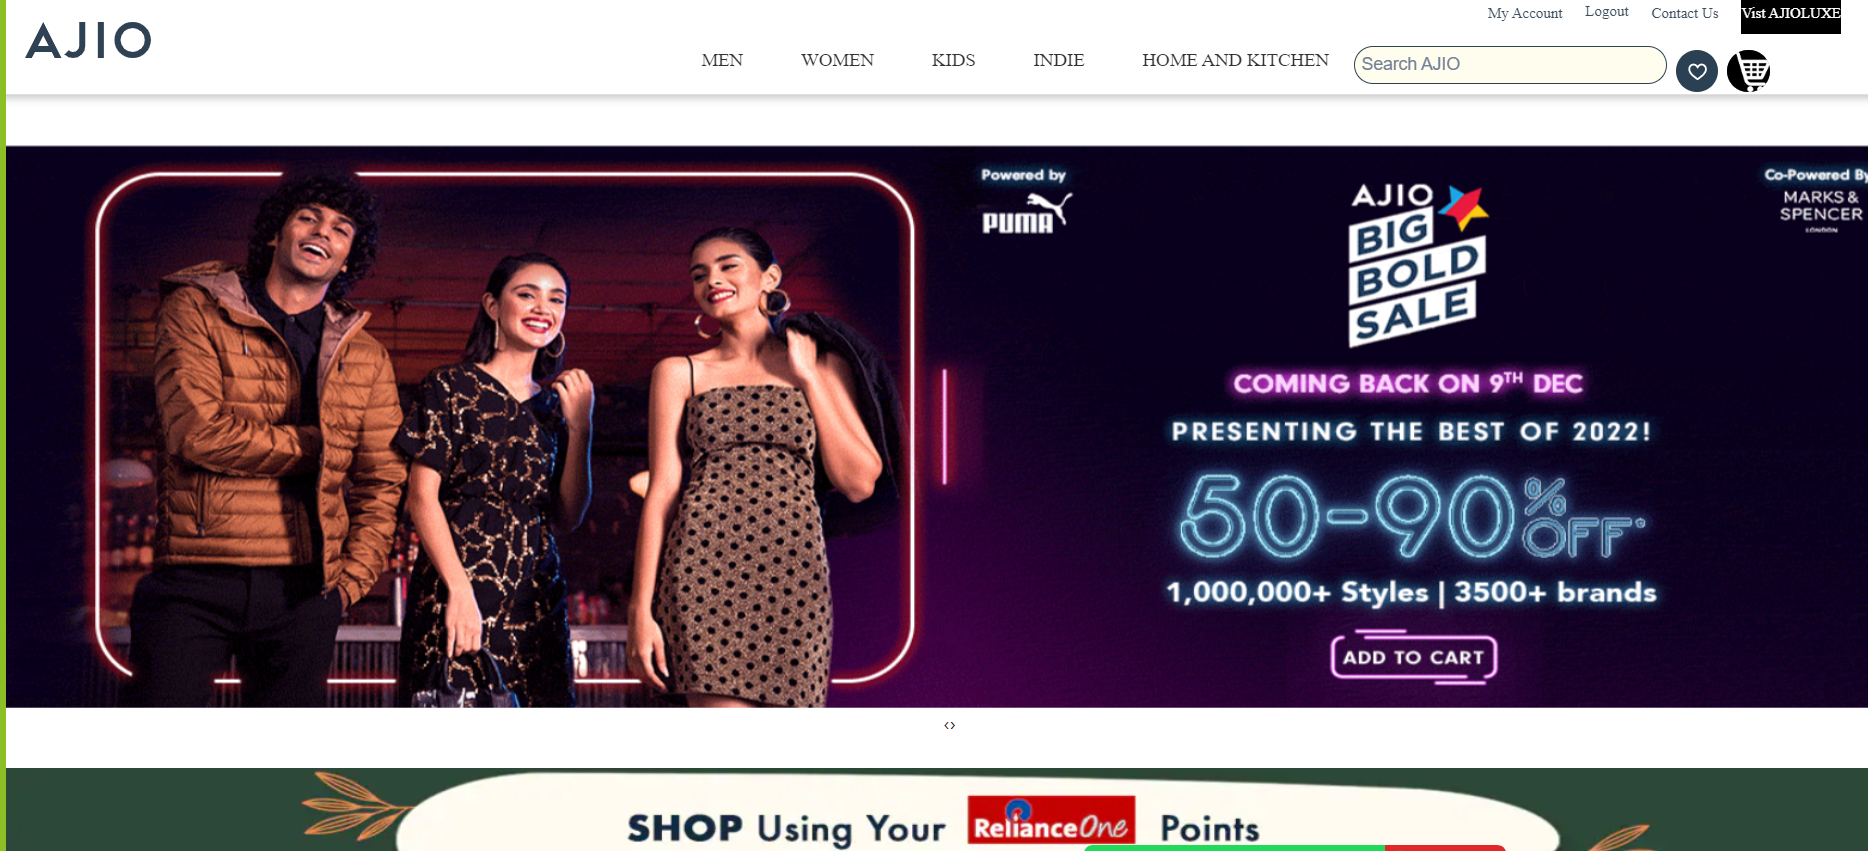 My Account Logout Contact Us Vist AJIOLUXE
AJIO
MEN WOMEN KIDS INDIE HOME AND KITCHEN Search AJIO
Powered by
PUMA
AJIO
BIG
BOLD
SALE
Co-Powered By
MARKS &
SPENCER
LONDON
COMING BACK ON 9TH DEC
PRESENTING THE BEST OF 2022!
50-90% OFF*
1,000,000+ Styles | 3500+ brands
ADD TO CART
<>
SHOP Using Your RelianceOne Points